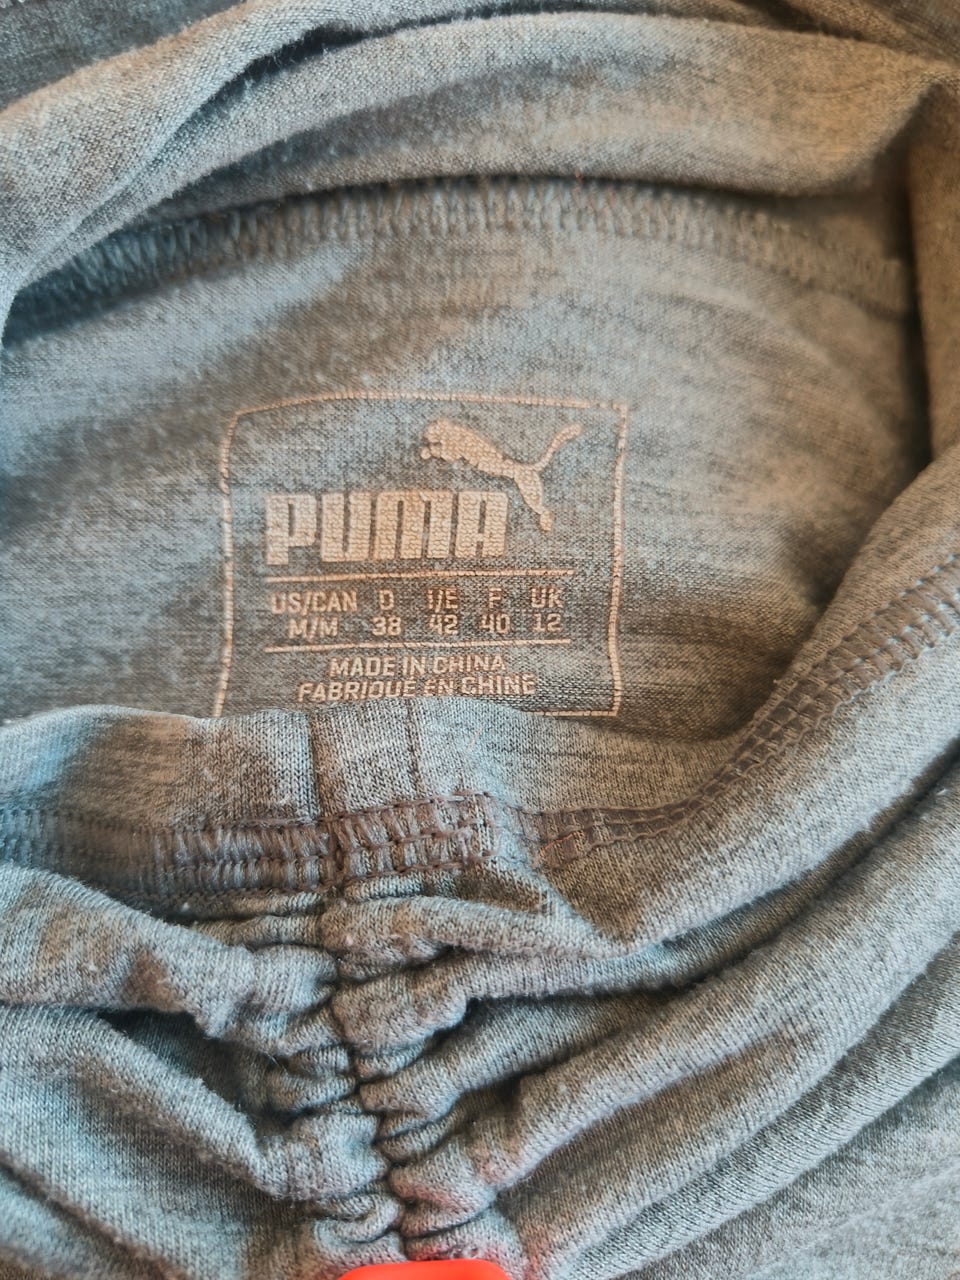 PUMA
US/CAN D I/E F UK
M/M 38 42 40 12
MADE IN CHINA
FABRIQUÉ EN CHINE